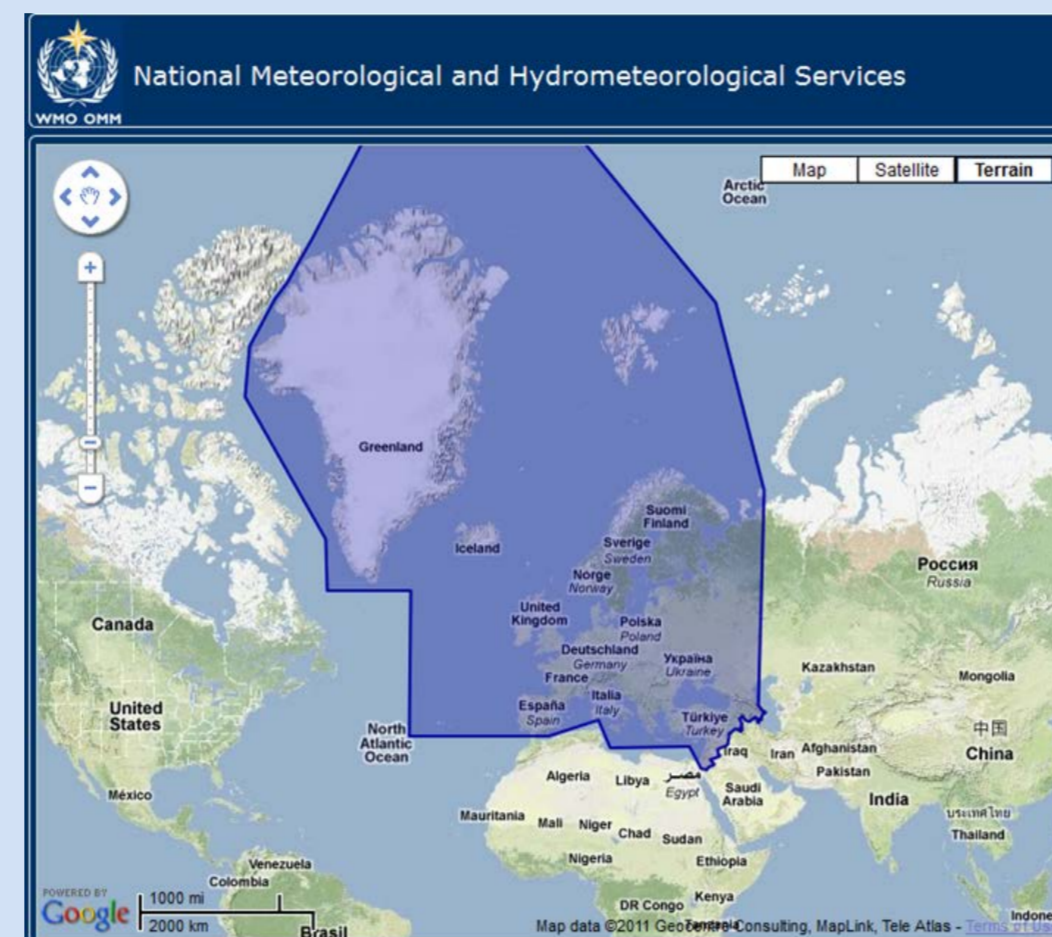 WMO OMM
National Meteorological and Hydrometeorological Services
Map
Satellite
Terrain
Arctic
Ocean
Greenland
Iceland
Suomi
Finland
Sverige
Sweden
Norge
Norway
Россия
Russia
United
Kingdom
Canada
Polska
Poland
Deutschland
Germany
Україна
Ukraine
France
Kazakhstan
Mongolia
Italia
Italy
España
Spain
United
States
Türkiye
Turkey
North
Atlantic
Ocean
中国
China
Iraq
Iran
Afghanistan
Pakistan
Algeria
Libya
مصر
Egypt
Saudi
Arabia
India
México
Mauritania
Mali
Niger
Chad
Sudan
ประเทศไทย
Thailand
Nigeria
Ethiopia
Venezuela
Colombia
Kenya
DR Congo
Indone
POWERED BY
Google
1000 mi
2000 km
Brasil
Tanzania
Map data ©2011 Geocentre Consulting, MapLink, Tele Atlas - Terms of Us